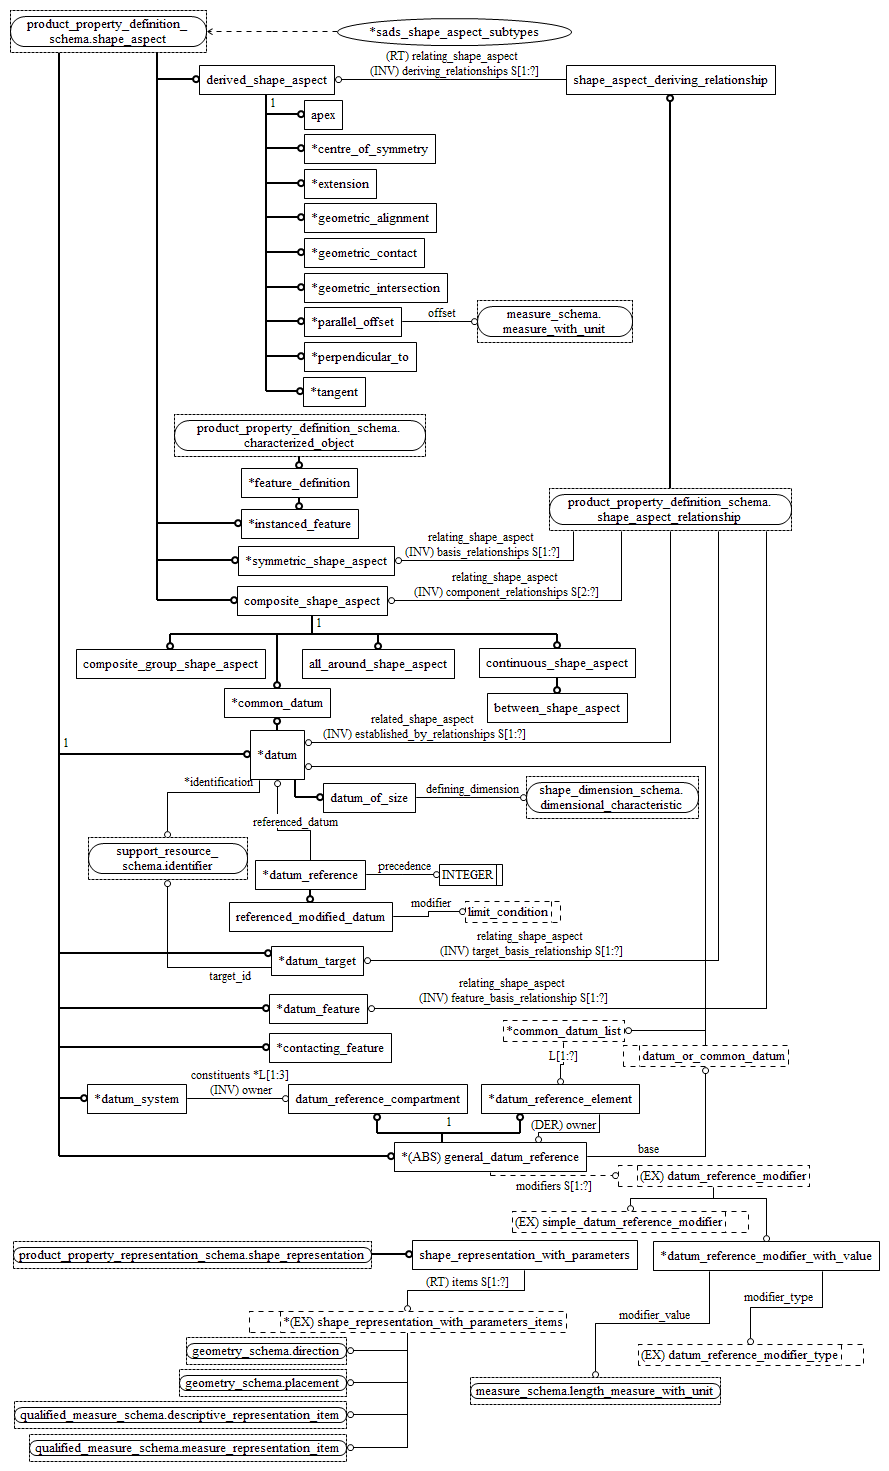 product_property_definition_
schema.shape_aspect
*sads_shape_aspect_subtypes
(RT) relating_shape_aspect
(INV) deriving_relationships S[1:?]
derived_shape_aspect
shape_aspect_deriving_relationship
1
apex
*centre_of_symmetry
*extension
*geometric_alignment
*geometric_contact
*geometric_intersection
*parallel_offset
offset
measure_schema.
measure_with_unit
*perpendicular_to
*tangent
product_property_definition_schema.
characterized_object
*feature_definition
*instanced_feature
product_property_definition_schema.
shape_aspect_relationship
relating_shape_aspect
(INV) basis_relationships S[1:?]
*symmetric_shape_aspect
relating_shape_aspect
(INV) component_relationships S[2:?]
composite_shape_aspect
1
composite_group_shape_aspect
all_around_shape_aspect
continuous_shape_aspect
*common_datum
between_shape_aspect
related_shape_aspect
(INV) established_by_relationships S[1:?]
1
*datum
*identification
datum_of_size
defining_dimension
shape_dimension_schema.
dimensional_characteristic
referenced_datum
support_resource_
schema.identifier
*datum_reference
precedence
INTEGER
referenced_modified_datum
modifier
limit_condition
relating_shape_aspect
(INV) target_basis_relationship S[1:?]
*datum_target
target_id
relating_shape_aspect
(INV) feature_basis_relationship S[1:?]
*datum_feature
*common_datum_list
*contacting_feature
L[1:?]
datum_or_common_datum
constituents *L[1:3]
(INV) owner
*datum_system
datum_reference_compartment
*datum_reference_element
1
(DER) owner
*(ABS) general_datum_reference
base
modifiers S[1:?]
(EX) datum_reference_modifier
(EX) simple_datum_reference_modifier
product_property_representation_schema.shape_representation
shape_representation_with_parameters
*datum_reference_modifier_with_value
(RT) items S[1:?]
modifier_type
modifier_value
*(EX) shape_representation_with_parameters_items
geometry_schema.direction
(EX) datum_reference_modifier_type
geometry_schema.placement
measure_schema.length_measure_with_unit
qualified_measure_schema.descriptive_representation_item
qualified_measure_schema.measure_representation_item